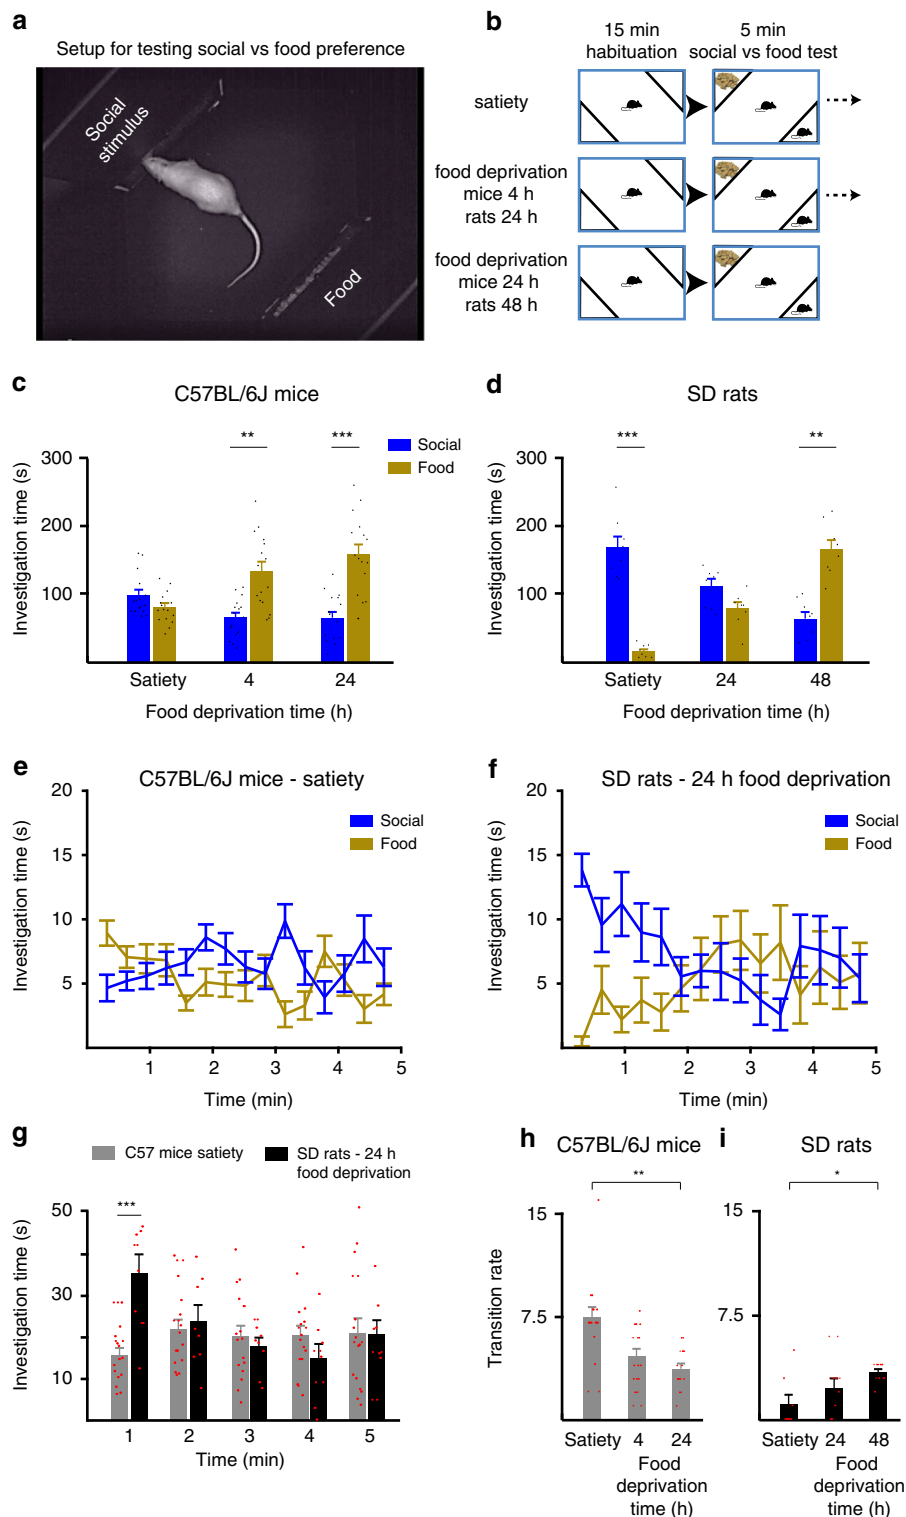 a
Setup for testing social vs food preference
Social
stimulus
Food
b
15 min
habituation
5 min
social vs food test
satiety
food deprivation
mice 4 h
rats 24 h
food deprivation
mice 24 h
rats 48 h
c
C57BL/6J mice
Investigation time (s)
300
200
100
**
***
Social
Food
Satiety
4
24
Food deprivation time (h)
d
SD rats
Investigation time (s)
300
200
100
***
**
Satiety
24
48
Food deprivation time (h)
e
C57BL/6J mice - satiety
Investigation time (s)
20
15
10
5
Social
Food
1
2
3
4
5
Time (min)
f
SD rats - 24 h food deprivation
Investigation time (s)
20
15
10
5
Social
Food
1
2
3
4
5
Time (min)
g
C57 mice satiety
SD rats - 24 h
food deprivation
Investigation time (s)
50
30
10
***
1
2
3
4
5
Time (min)
h
C57BL/6J mice
**
Transition rate
15
7.5
Satiety
4
24
Food
deprivation
time (h)
i
SD rats
*
15
7.5
Satiety
24
48
Food
deprivation
time (h)